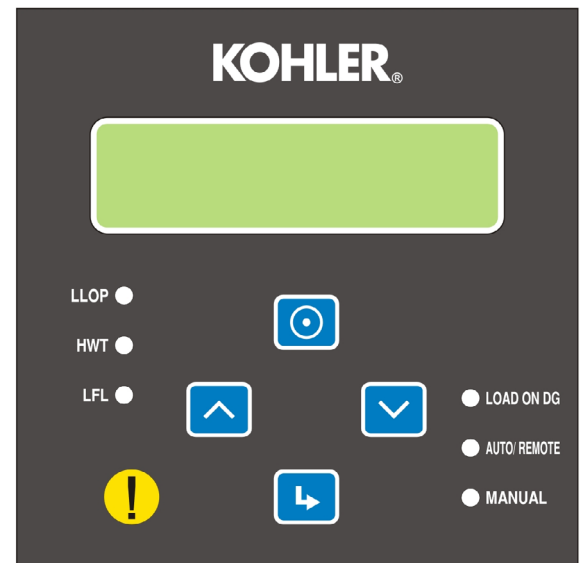 KOHLER®
LLOP
HWT
LFL
LOAD ON DG
AUTO/ REMOTE
MANUAL
!